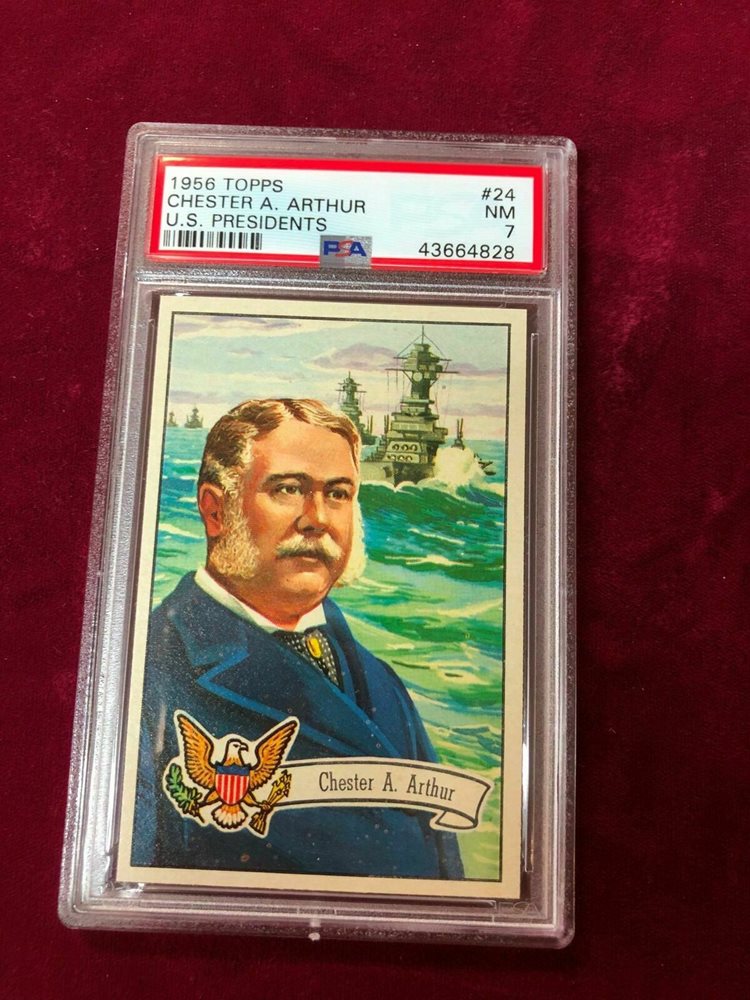 1956 TOPPS #24
CHESTER A. ARTHUR NM
U.S. PRESIDENTS 7
PSA 43664828
Chester A. Arthur